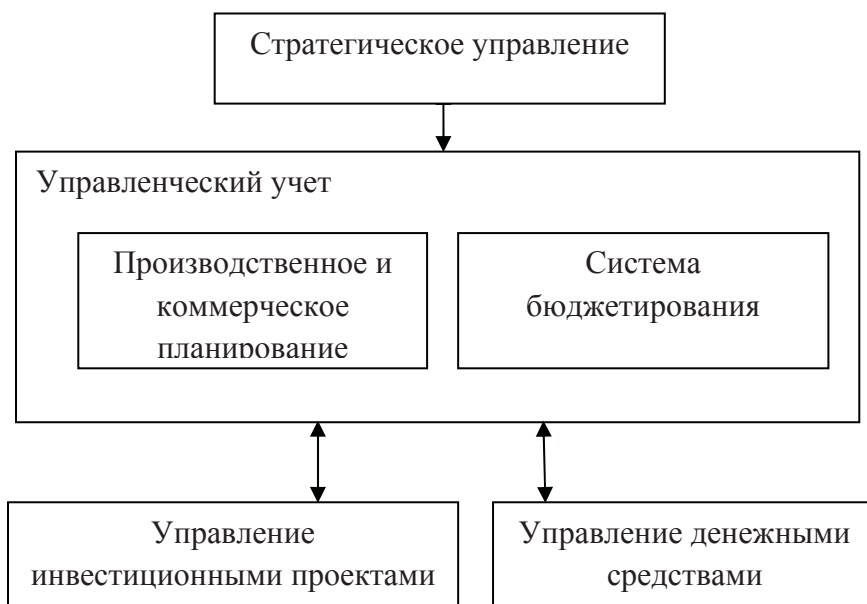 Стратегическое управление
Управленческий учет
Производственное и
коммерческое
планирование
Система
бюджетирования
Управление
инвестиционными проектами
Управление денежными
средствами